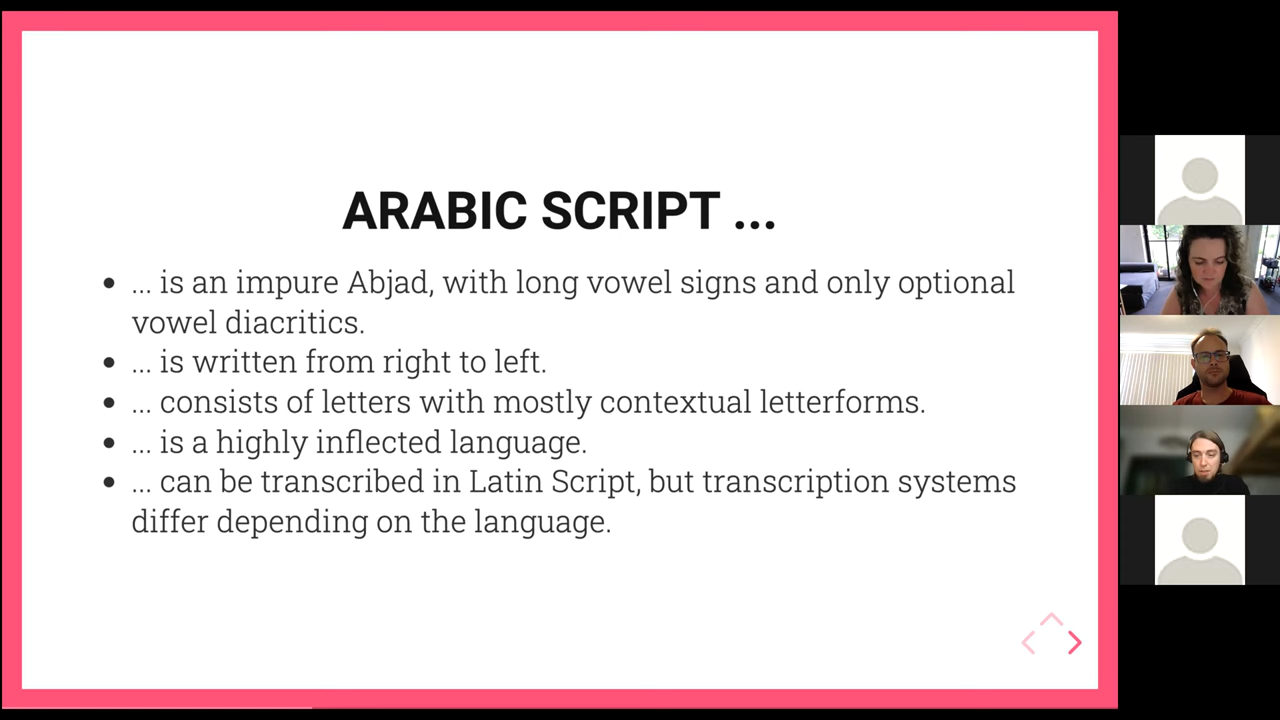 ARABIC SCRIPT ...
... is an impure Abjad, with long vowel signs and only optional
vowel diacritics.
... is written from right to left.
... consists of letters with mostly contextual letterforms.
... is a highly inflected language.
... can be transcribed in Latin Script, but transcription systems
differ depending on the language.